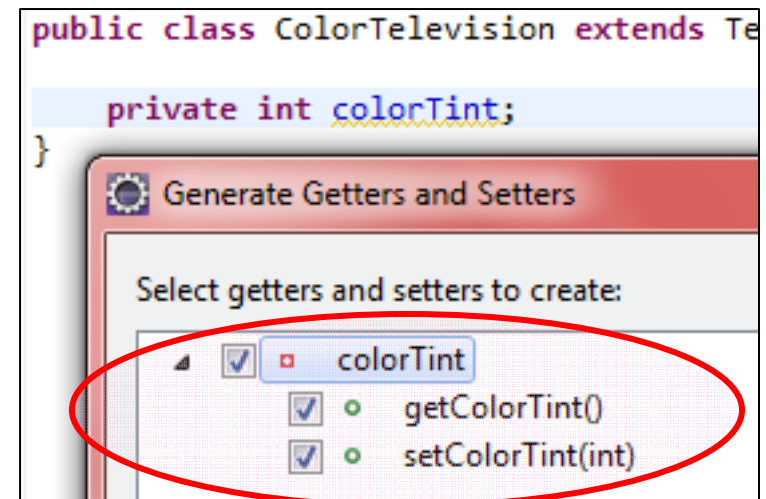 public class ColorTelevision extends Te
private int colorTint;
}
Generate Getters and Setters
Select getters and setters to create:
colorTint
getColorTint()
setColorTint(int)